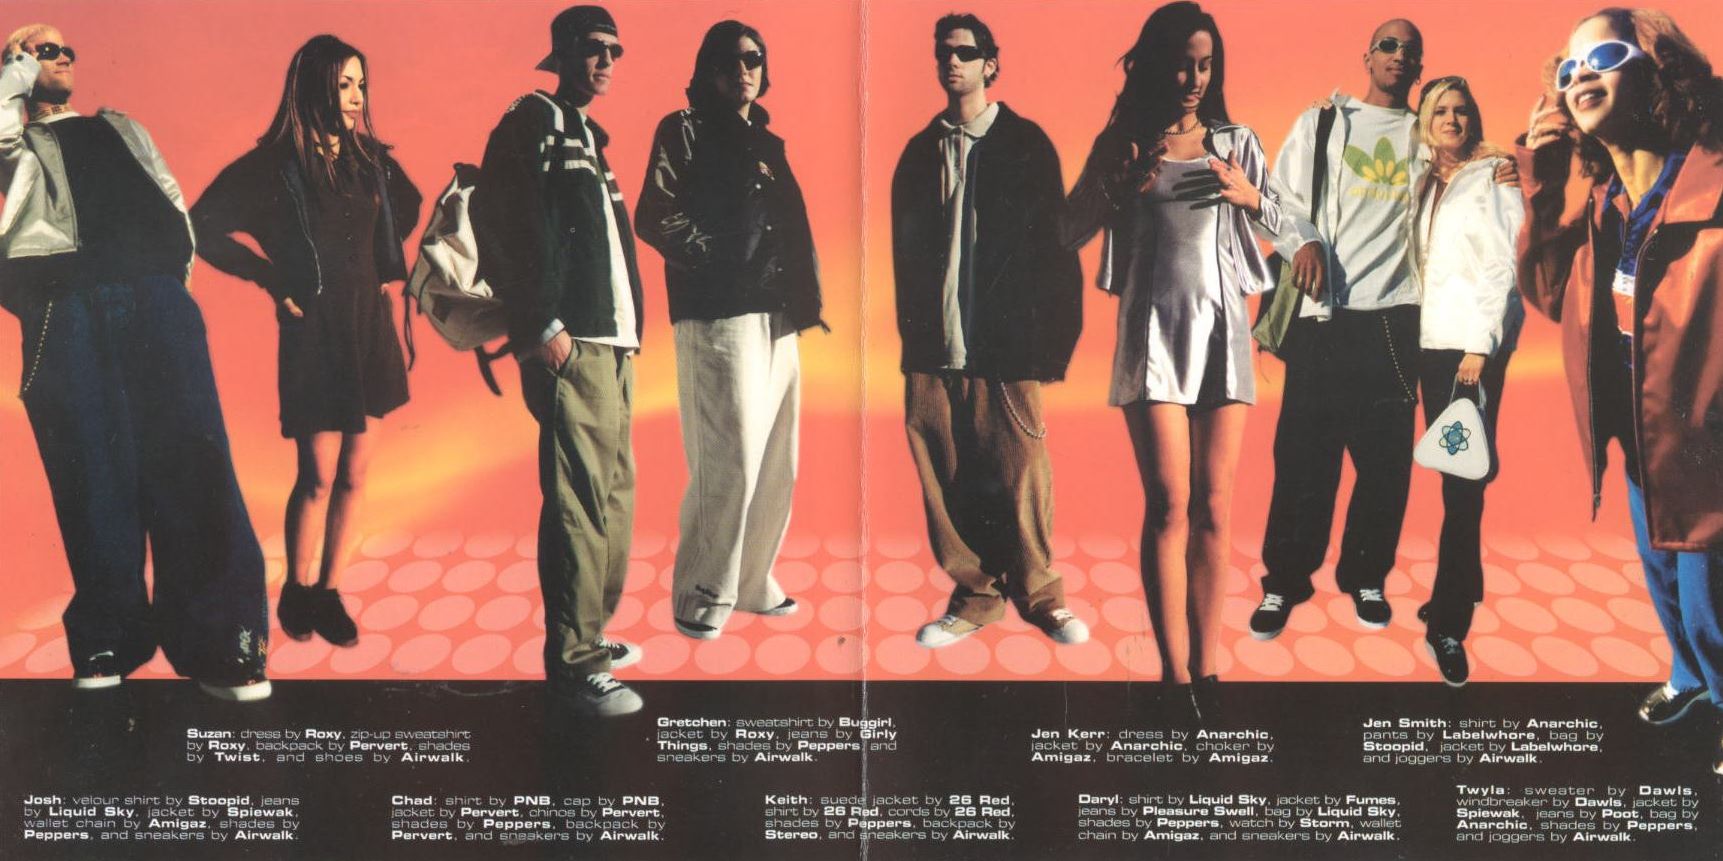 Suzan: dress by Roxy, zip-up sweatshirt
by Roxy, backpack by Pervert, shades
by Twist, and shoes by Airwalk.
Gretchen: sweatshirt by Buggirl,
jacket by Roxy, jeans by Girly
Things, shades by Peppers and
sneakers by Airwalk.
Jen Kerr: dress by Anarchic,
jacket by Anarchic, choker by
Amigaz, bracelet by Amigaz.
Jen Smith: shirt by Anarchic,
pants by Labelwhore, bag by
Stoopid, jacket by Labelwhore,
and joggers by Airwalk.
Josh: velour shirt by Stoopid, jeans
by Liquid Sky, jacket by Spiewak,
wallet chain by Amigaz, shades by
Peppers, and sneakers by Airwalk.
Chad: shirt by PNB, cap by PNB,
jacket by Pervert, chinos by Pervert,
shades by Peppers, backpack by
Pervert, and sneakers by Airwalk.
Keith: suede jacket by 26 Red,
shirt by 26 Red, cords by 26 Red,
shades by Peppers, backpack by
Stereo, and sneakers by Airwalk.
Daryl: shirt by Liquid Sky, jacket by Fumes,
jeans by Pleasure Swell, bag by Liquid Sky,
shades by Peppers, watch by Storm, wallet
chain by Amigaz, and sneakers by Airwalk.
Twyla: sweater by Dawls,
windbreaker by Dawls, jacket by
Spiewak, jeans by Poot, bag by
Anarchic, shades by Peppers,
and joggers by Airwalk.